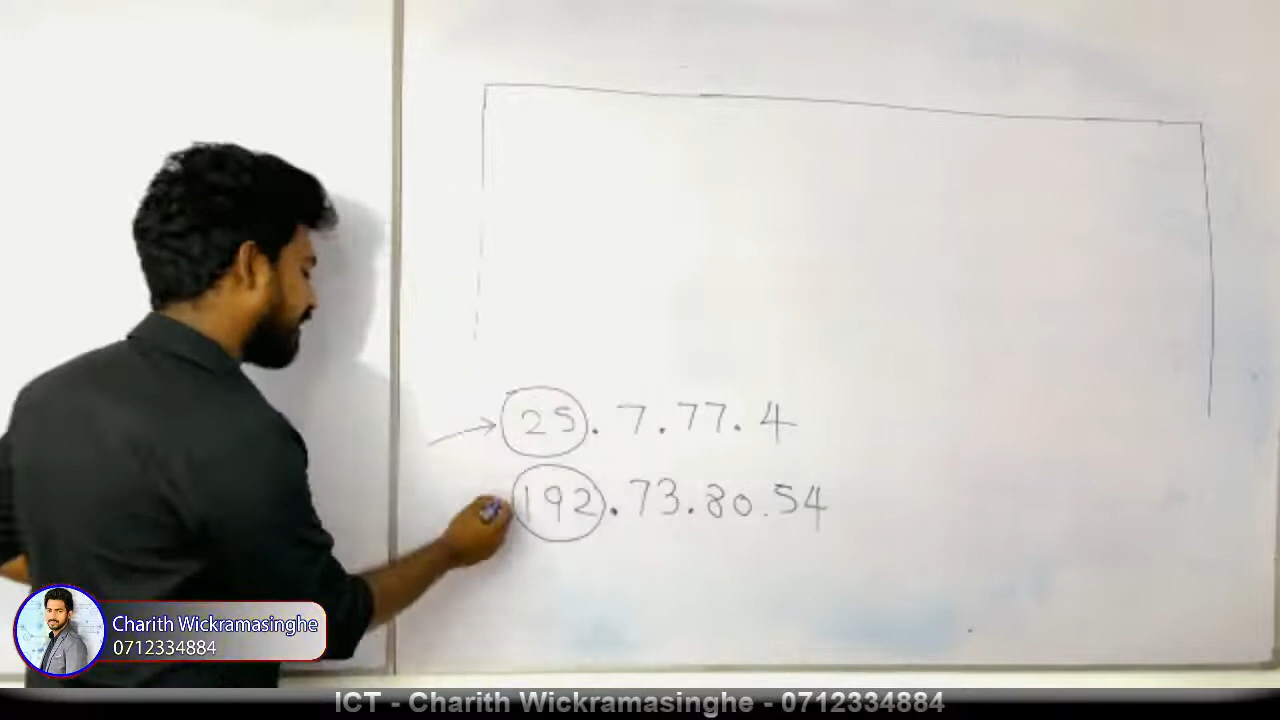 25.7.77.4
192.73.80.54
Charith Wickramasinghe
0712334884
ICT - Charith Wickramasinghe - 0712334884